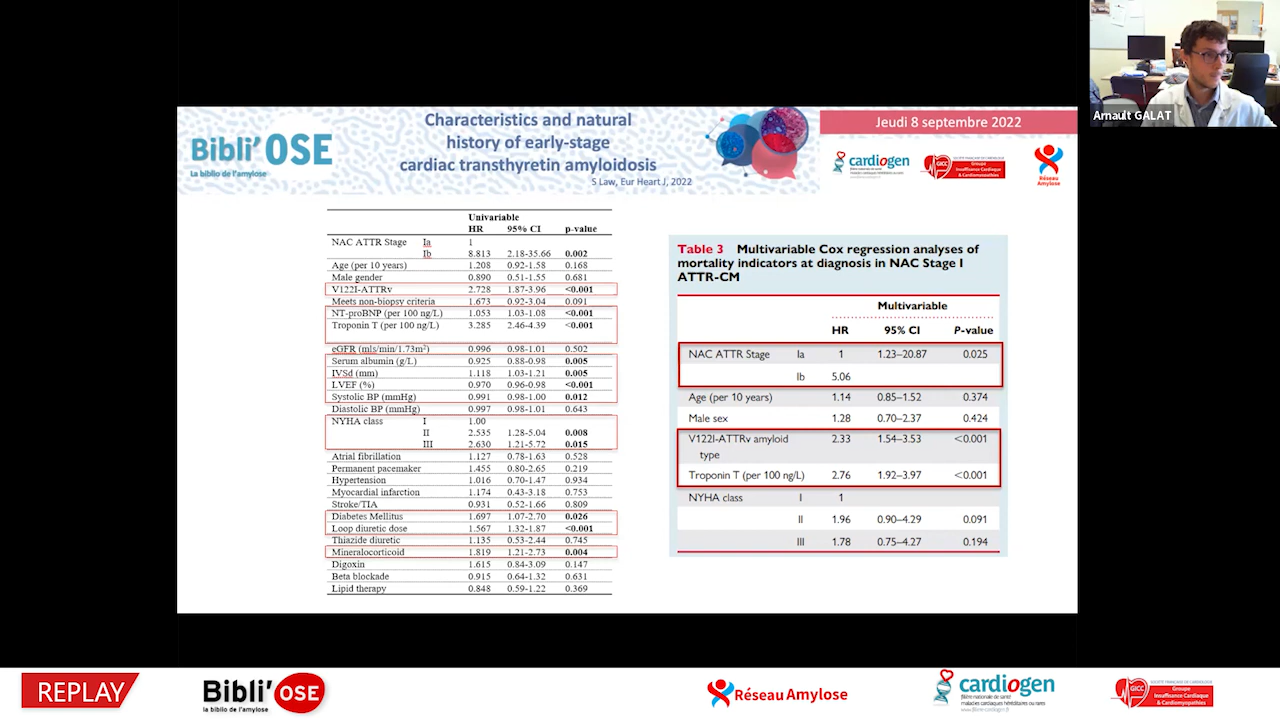 Arnault GALAT
Bibli'OSE
La biblio de l'amylose
Characteristics and natural
history of early-stage
cardiac transthyretin amyloidosis
S Law, Eur Heart J, 2022
Jeudi 8 septembre 2022
cardiogen
GICC
SOCIÉTÉ FRANÇAISE DE CARDIOLOGIE
Groupe
Insuffisance Cardiaque
& Cardiomyopathies
Réseau
Amylose
Univariable
HR 95% CI p-value
NAC ATTR Stage Ia 1
Ib 8.813 2.18-35.66 0.002
Age (per 10 years) 1.208 0.92-1.58 0.168
Male gender 0.890 0.51-1.55 0.681
V122I-ATTRv 2.728 1.87-3.96 <0.001
Meets non-biopsy criteria 1.673 0.92-3.04 0.091
NT-proBNP (per 100 ng/L) 1.053 1.03-1.08 <0.001
Troponin T (per 100 ng/L) 3.285 2.46-4.39 <0.001
eGFR (mls/min/1.73m²) 0.996 0.98-1.01 0.502
Serum albumin (g/L) 0.925 0.88-0.98 0.005
IVSd (mm) 1.118 1.03-1.21 0.005
LVEF (%) 0.970 0.96-0.98 <0.001
Systolic BP (mmHg) 0.991 0.98-1.00 0.012
Diastolic BP (mmHg) 0.997 0.98-1.01 0.643
NYHA class I 1.00
II 2.535 1.28-5.04 0.008
III 2.630 1.21-5.72 0.015
Atrial fibrillation 1.127 0.78-1.63 0.528
Permanent pacemaker 1.455 0.80-2.65 0.219
Hypertension 1.016 0.70-1.47 0.934
Myocardial infarction 1.174 0.43-3.18 0.753
Stroke/TIA 0.931 0.52-1.66 0.809
Diabetes Mellitus 1.697 1.07-2.70 0.026
Loop diuretic dose 1.567 1.32-1.87 <0.001
Thiazide diuretic 1.135 0.53-2.44 0.745
Mineralocorticoid 1.819 1.21-2.73 0.004
Digoxin 1.615 0.84-3.09 0.147
Beta blockade 0.915 0.64-1.32 0.631
Lipid therapy 0.848 0.59-1.22 0.369
Table 3 Multivariable Cox regression analyses of
mortality indicators at diagnosis in NAC Stage I
ATTR-CM
Multivariable
HR 95% CI P-value
NAC ATTR Stage Ia 1 1.23–20.87 0.025
Ib 5.06
Age (per 10 years) 1.14 0.85–1.52 0.374
Male sex 1.28 0.70–2.37 0.424
V122I-ATTRv amyloid 2.33 1.54–3.53 <0.001
type
Troponin T (per 100 ng/L) 2.76 1.92–3.97 <0.001
NYHA class I 1
II 1.96 0.90–4.29 0.091
III 1.78 0.75–4.27 0.194
REPLAY
Bibli'OSE
la biblio de l'amylose
Réseau Amylose
cardiogen
filière nationale de santé
maladies cardiaques héréditaires ou rares
GICC
SOCIÉTÉ FRANÇAISE DE CARDIOLOGIE
Groupe
Insuffisance Cardiaque
& Cardiomyopathies